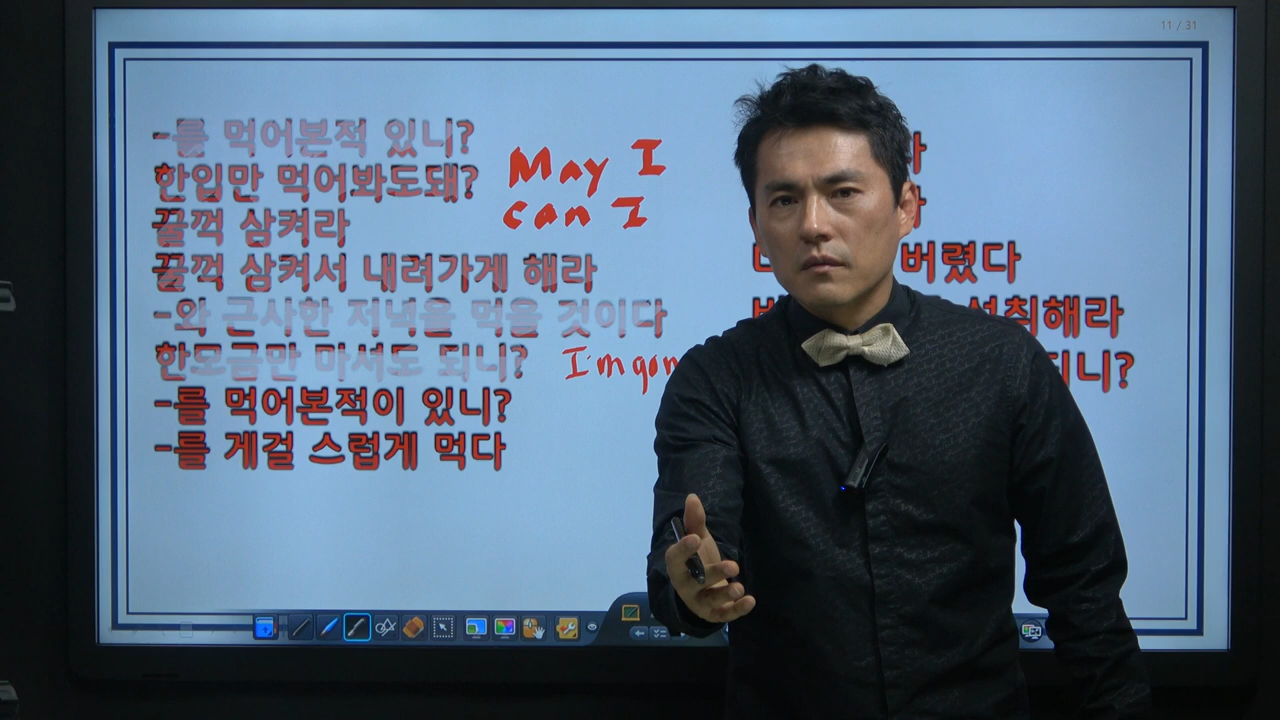 11 / 31
-를 먹어본적 있니?
한입만 먹어봐도돼?
May I
can I
꿀꺽 삼켜라
꿀꺽 삼켜서 내려가게 해라
-와 근사한 저녁을 먹을 것이다
한모금만 마셔도 되니?
I'm gon
-를 먹어본적이 있니?
-를 게걸 스럽게 먹다
버렸다
섭취해라
되니?